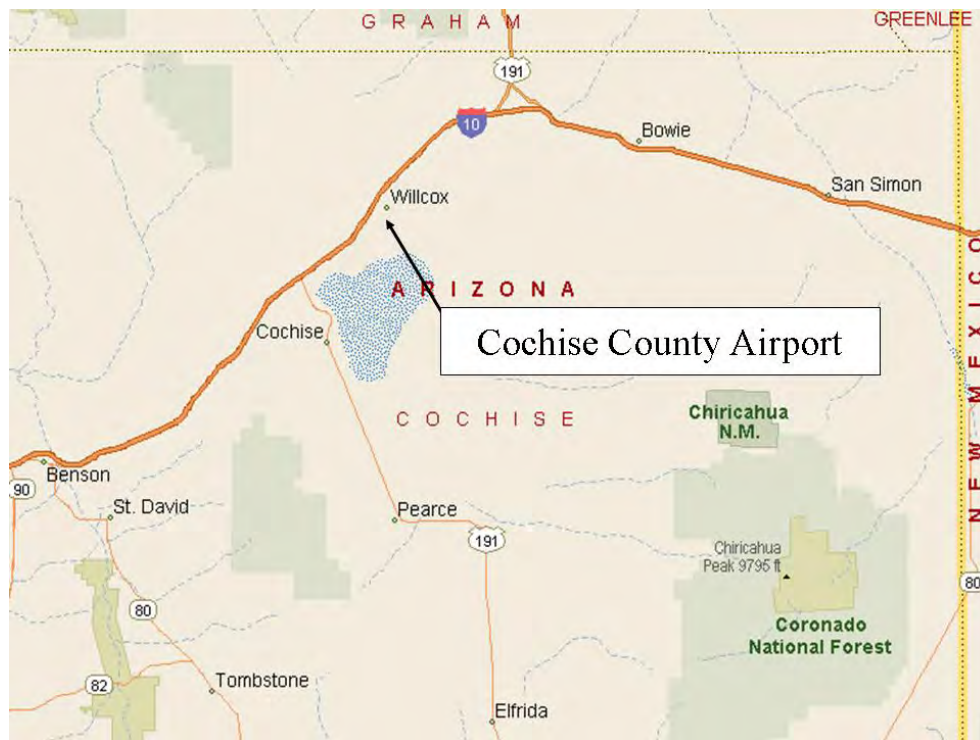 GRAHAM
GREENLEE
191
10
Bowie
San Simon
Willcox
ARIZONA
Cochise
Cochise County Airport
COCHISE
Chiricahua
N.M.
NEW MEXICO
Benson
90
St. David
Pearce
191
Chiricahua
Peak 9795 ft
80
80
Coronado
National Forest
82
Tombstone
Elfrida